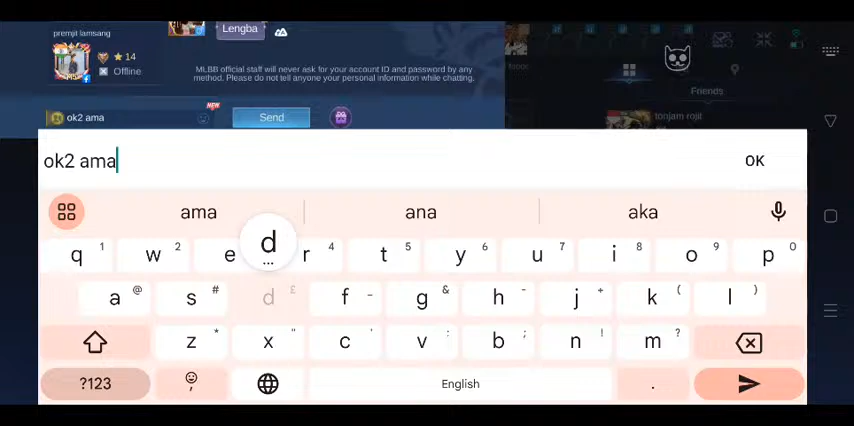 premjit lamsang
14
Offline
Lengba
MLBB official staff will never ask for your account ID and password by any
method. Please do not tell anyone your personal information while chatting.
Friends
tonjam rojit
NEW
ok2 ama
Send
ok2 ama
OK
ama ana aka
d
q 1 w 2 e r 4 t 5 y 6 u 7 i 8 o 9 p 0
a @ s # d £ f - g & h - j + k ( l )
z * x " c ' v : b ; n ! m ?
?123 , English .